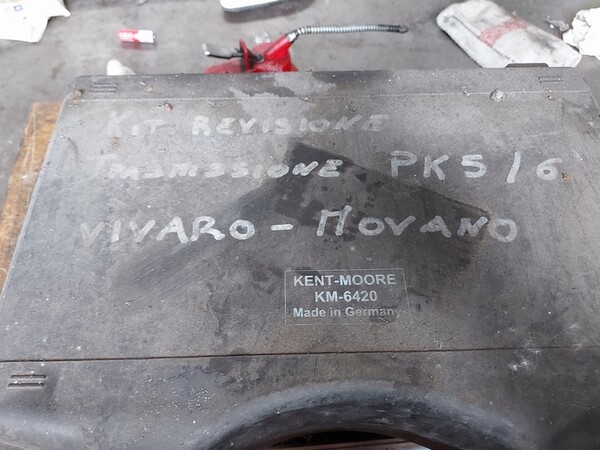 KIT REVISIONE
TRASMISSIONE PK5/6
VIVARO - MOVANO
KENT-MOORE
KM-6420
Made in Germany